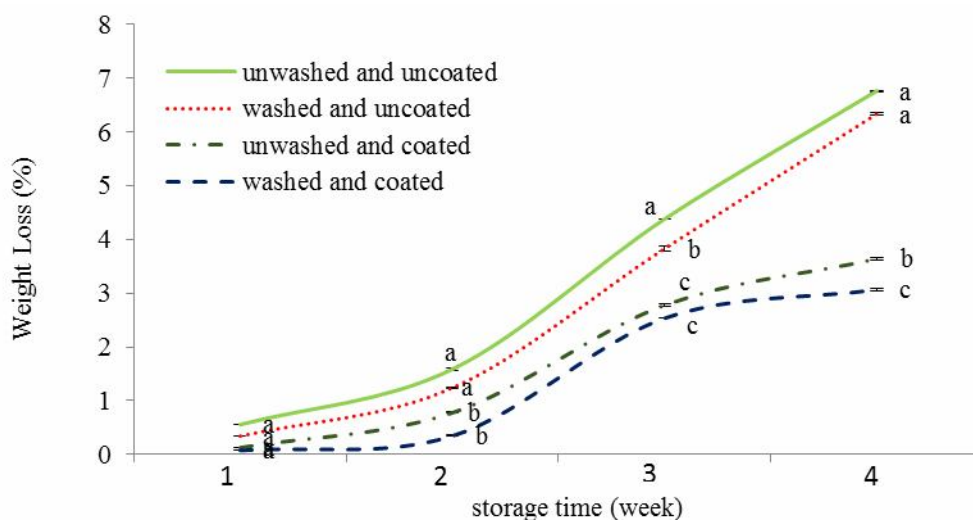 8
7
6
5
4
3
2
1
0
Weight Loss (%)
unwashed and uncoated
washed and uncoated
unwashed and coated
washed and coated
a
a
a
b
c
c
a
a
b
c
a
a
b
b
a
a
a
a
1 2 3 4
storage time (week)